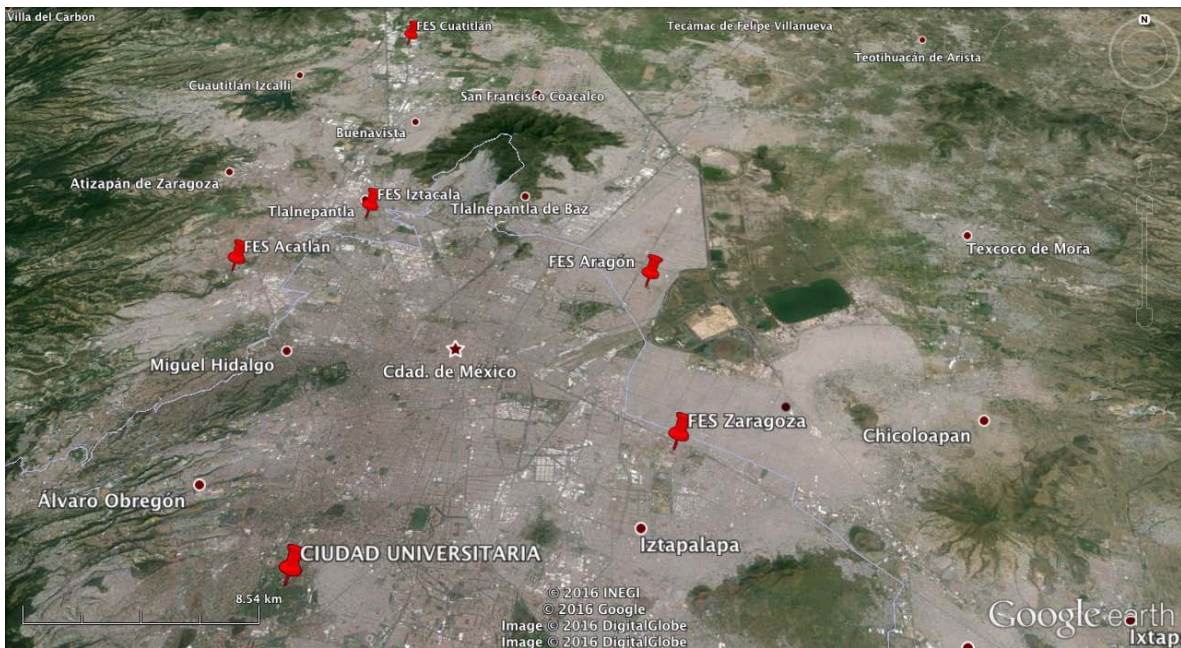 Villa del Carbón
FES Cuatitlán
Tecámac de Felipe Villanueva
N
Teotihuacán de Arista
Cuautitlán Izcalli
San Francisco Coacalco
Buenavista
Atizapán de Zaragoza
FES Iztacala
Tlalnepantla
Tlalnepantla de Baz
FES Acatlán
Texcoco de Mora
FES Aragón
Miguel Hidalgo
Cdad. de México
FES Zaragoza
Chicoloapan
Álvaro Obregón
Iztapalapa
CIUDAD UNIVERSITARIA
8.54 km
© 2016 INEGI
© 2016 Google
Image © 2016 DigitalGlobe
Image © 2016 DigitalGlobe
Google earth
Ixtap